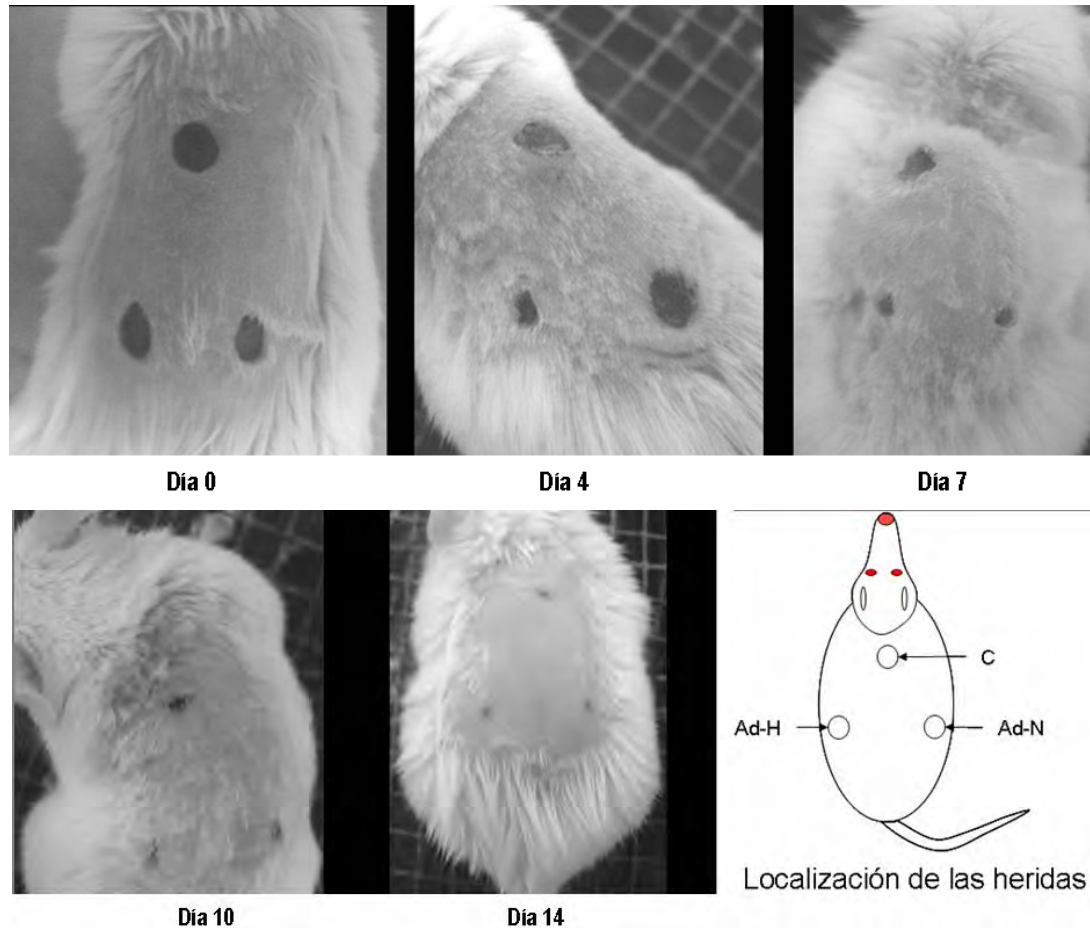 Día 0
Día 4
Día 7
C
Ad-H
Ad-N
Localización de las heridas
Día 10
Día 14